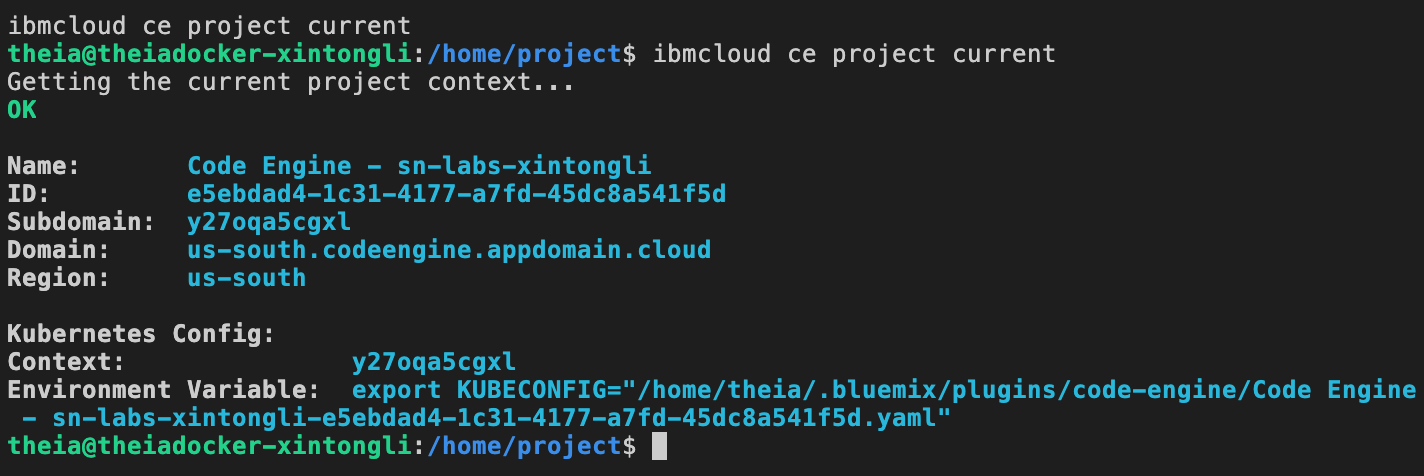 ibmcloud ce project current
theia@theiadocker-xintongli:/home/project$ ibmcloud ce project current
Getting the current project context...
OK
Name: Code Engine - sn-labs-xintongli
ID: e5ebdad4-1c31-4177-a7fd-45dc8a541f5d
Subdomain: y27oqa5cgxl
Domain: us-south.codeengine.appdomain.cloud
Region: us-south
Kubernetes Config:
Context: y27oqa5cgxl
Environment Variable: export KUBECONFIG="/home/theia/.bluemix/plugins/code-engine/Code Engine
- sn-labs-xintongli-e5ebdad4-1c31-4177-a7fd-45dc8a541f5d.yaml"
theia@theiadocker-xintongli:/home/project$